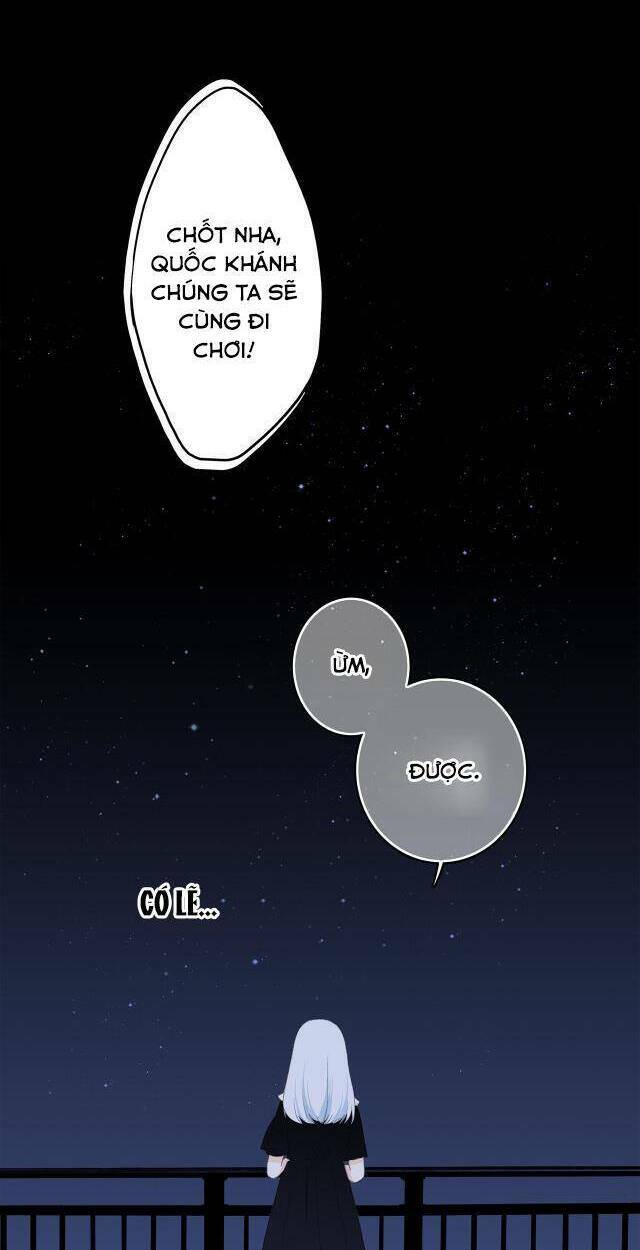 CHỐT NHA,
QUỐC KHÁNH
CHÚNG TA SẼ
CÙNG ĐI
CHƠI!
ỪM,
ĐƯỢC.
CÓ LẼ...